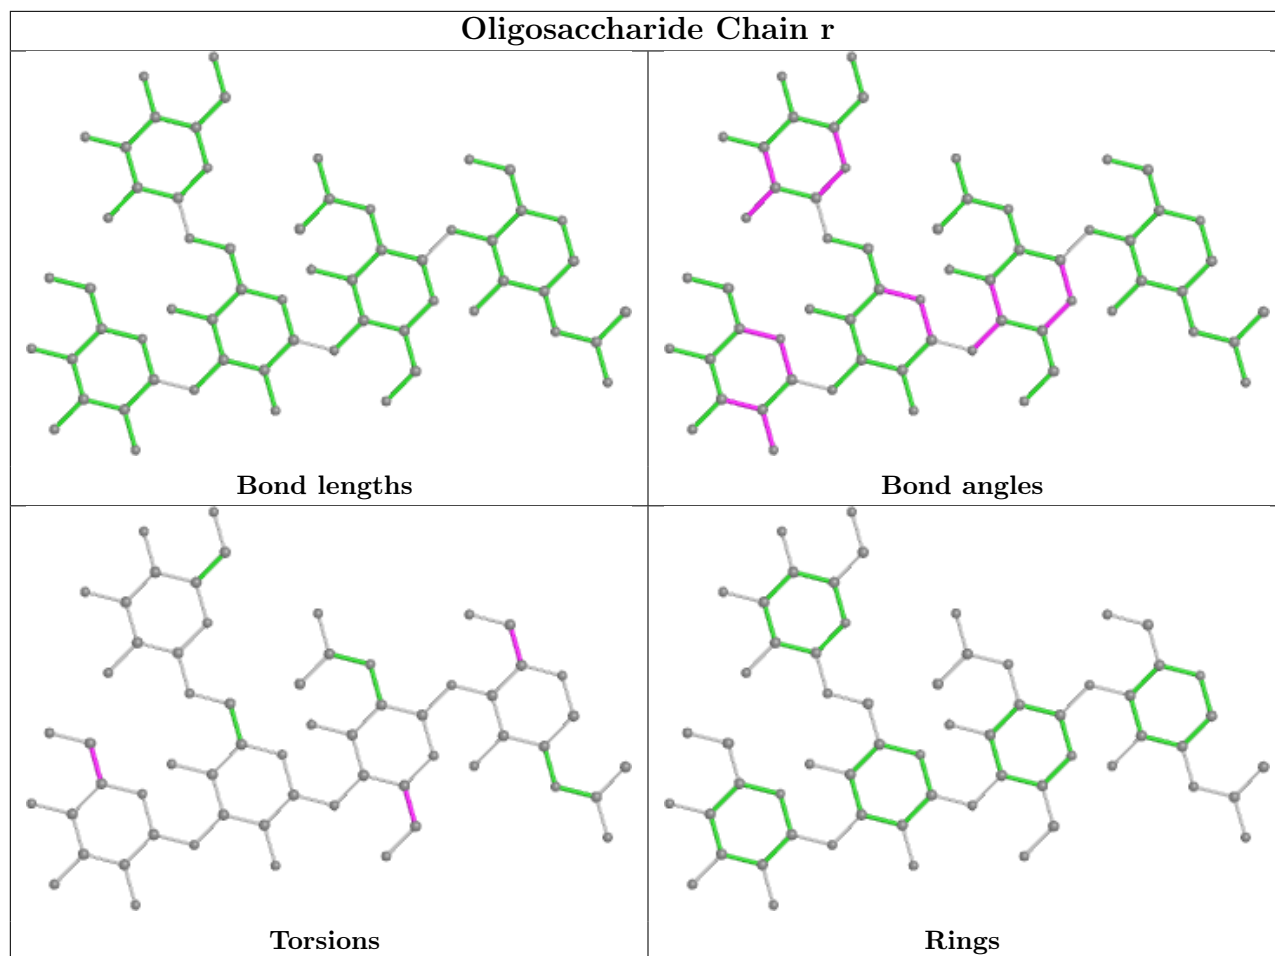 Oligosaccharide Chain r
Bond lengths
Bond angles
Torsions
Rings